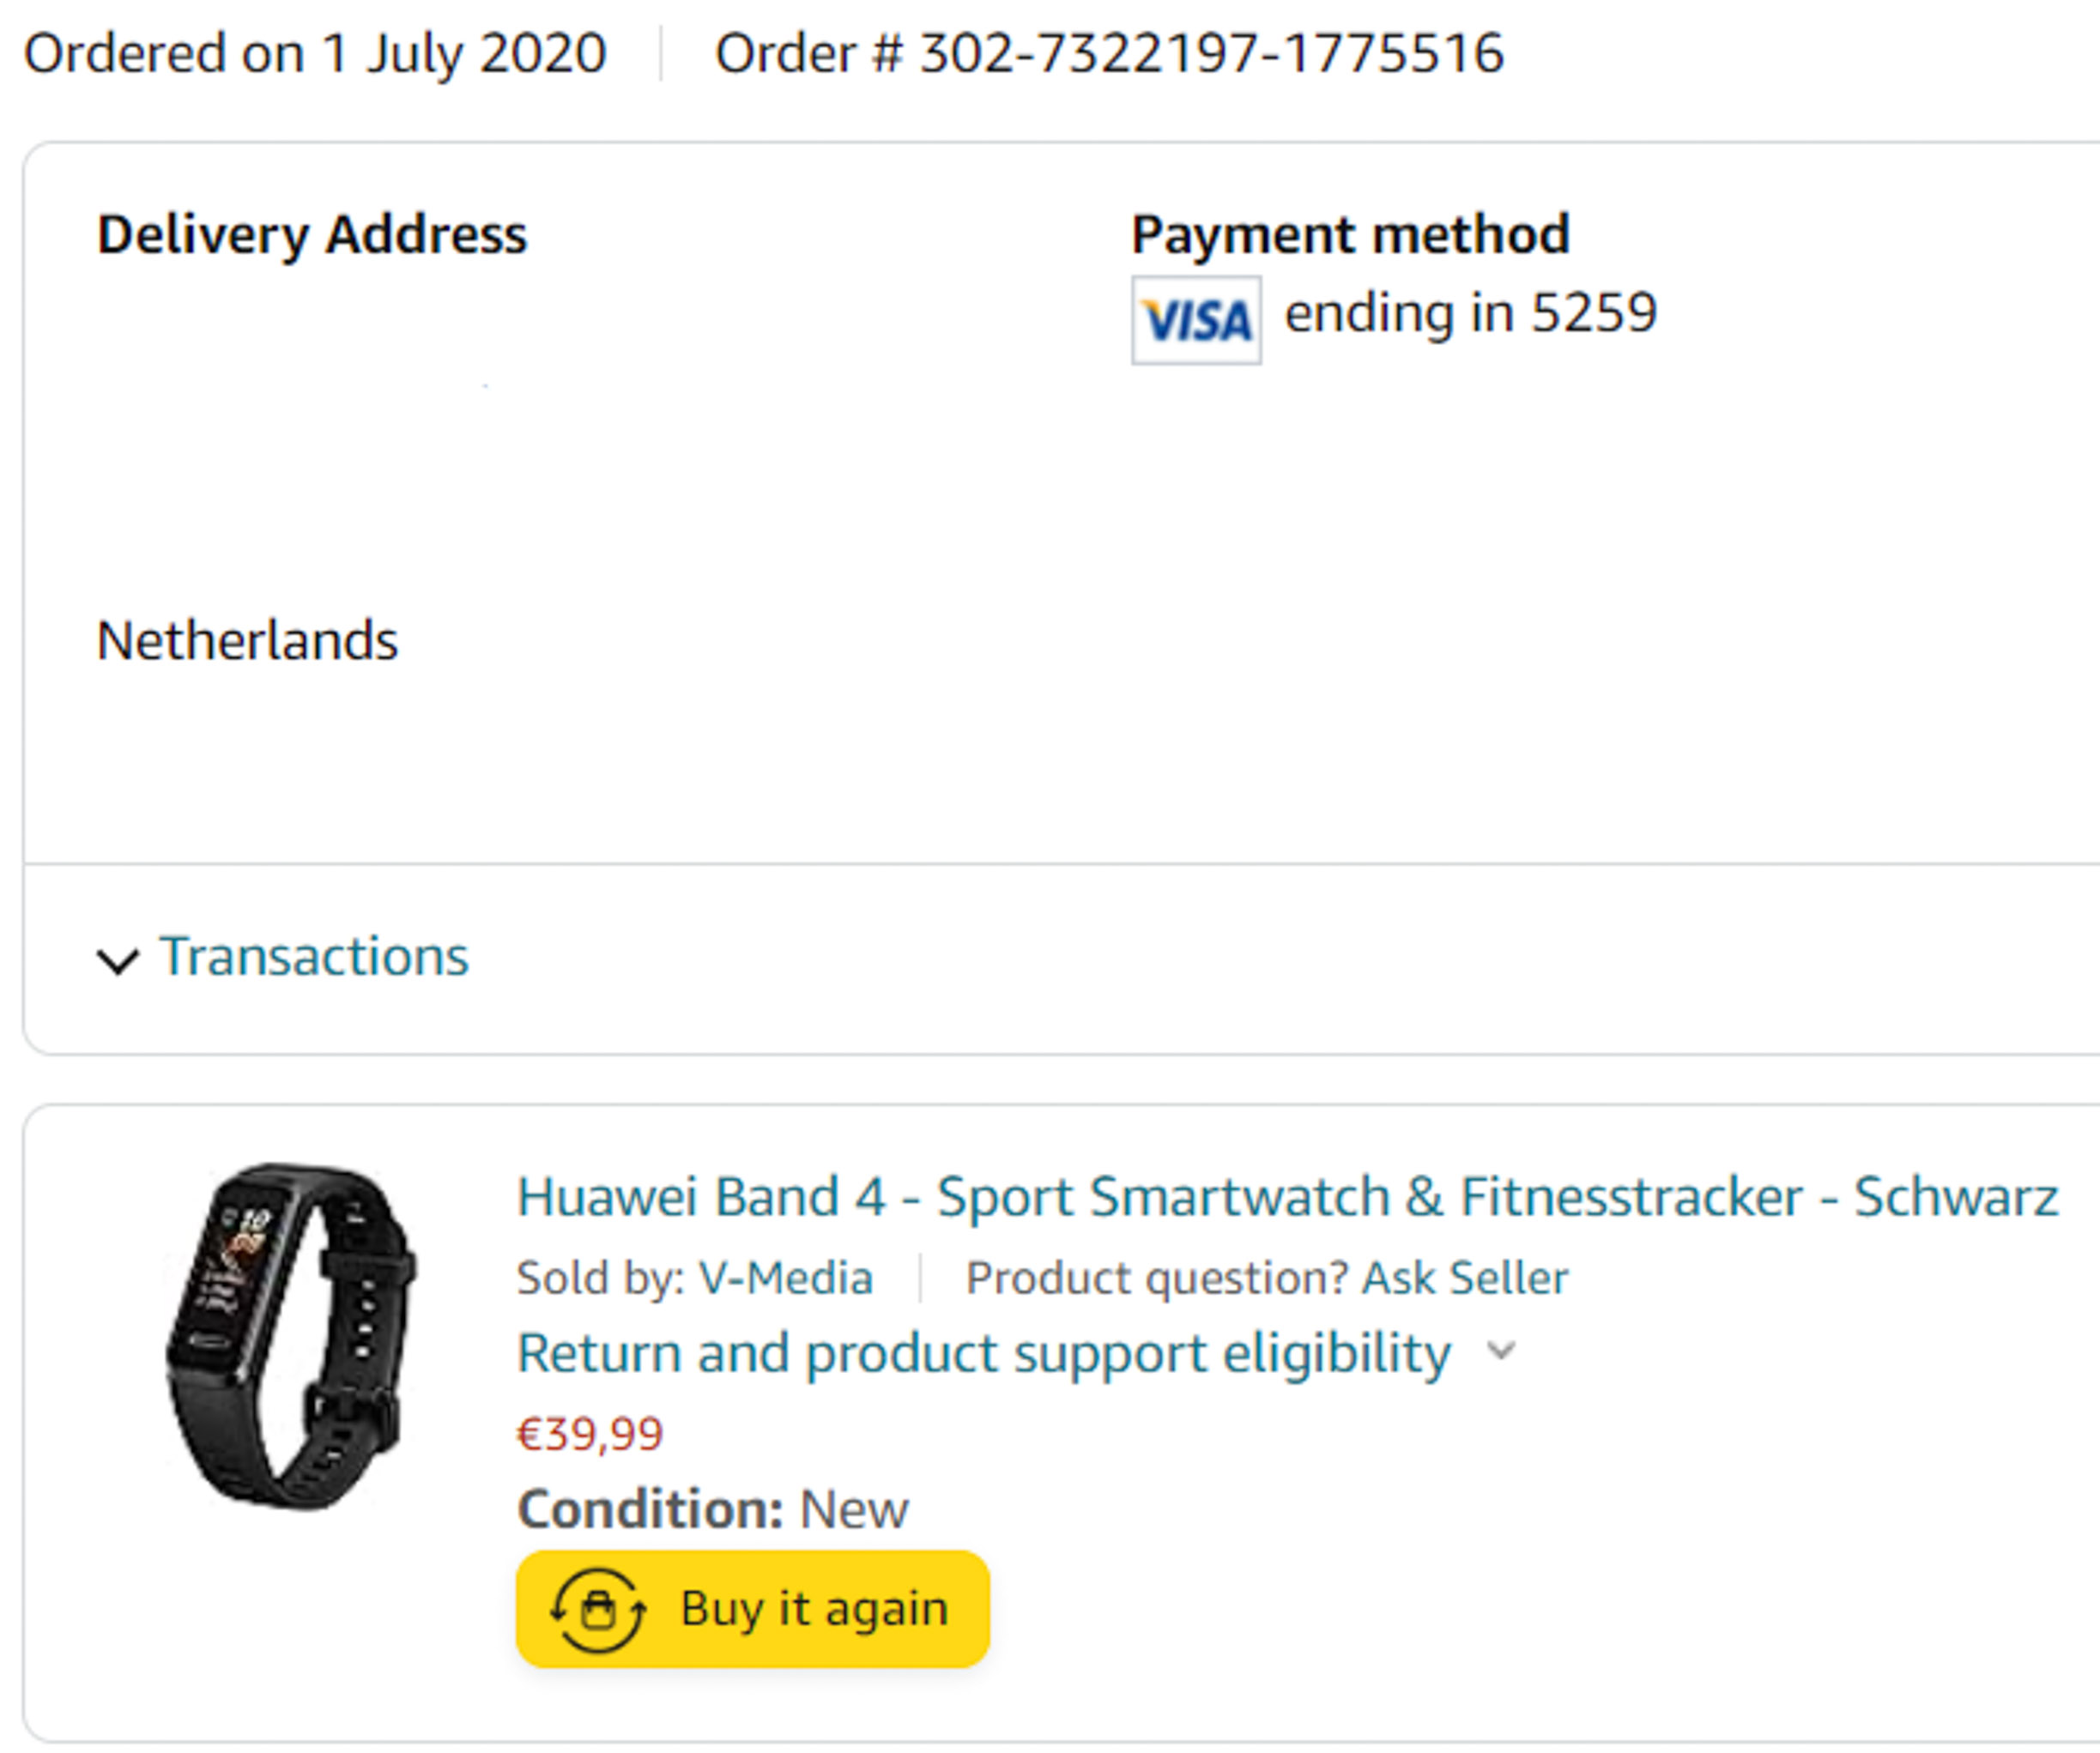 Ordered on 1 July 2020 Order # 302-7322197-1775516
Delivery Address
Payment method
VISA ending in 5259
Netherlands
Transactions
Huawei Band 4 - Sport Smartwatch & Fitnesstracker - Schwarz
Sold by: V-Media Product question? Ask Seller
Return and product support eligibility
€39,99
Condition: New
Buy it again